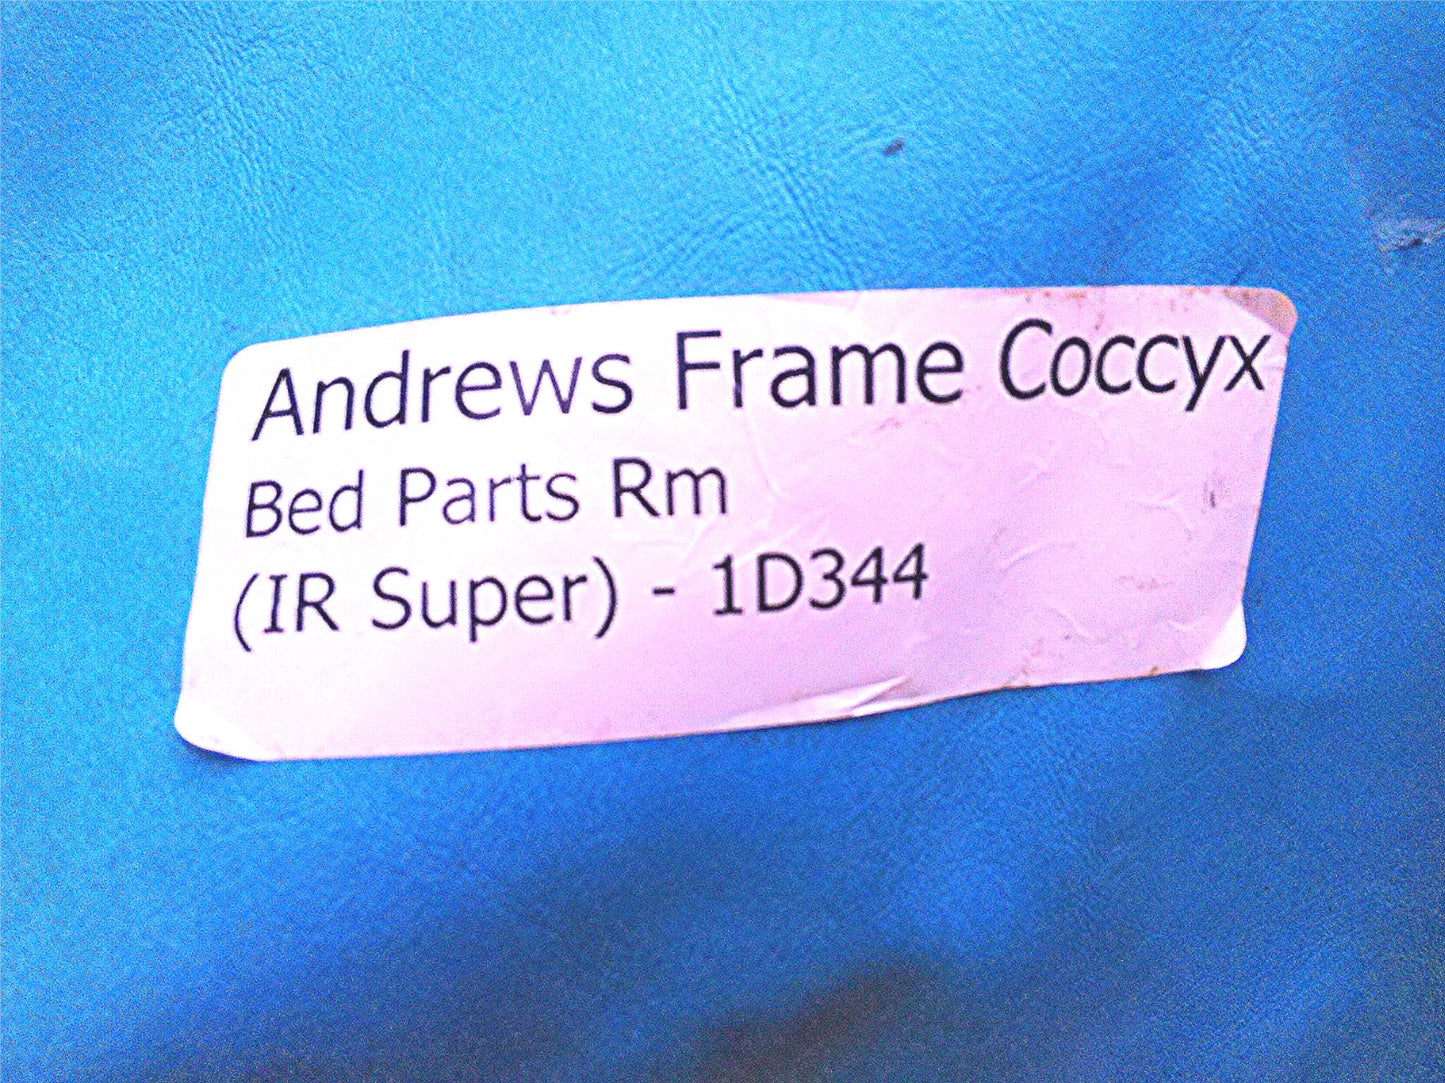 Andrews Frame Coccyx
Bed Parts Rm
(IR Super) - 1D344